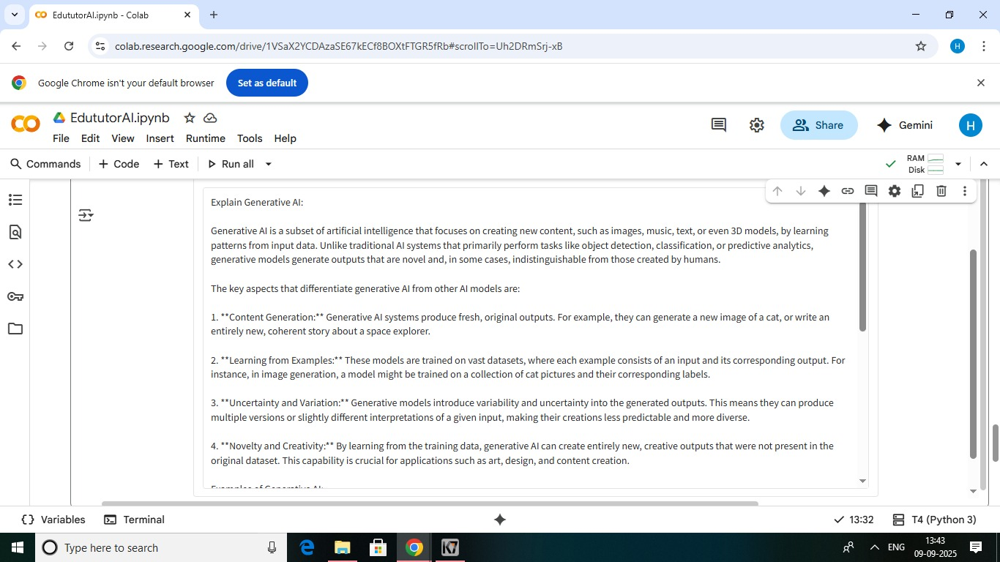 EdututorAI.ipynb - Colab
colab.research.google.com/drive/1VSaX2YCDAzaSE67kECf8BOXtFTGR5fRb#scrollTo=Uh2DRmSrj-xB
H
Google Chrome isn't your default browser
Set as default
EdututorAI.ipynb
File Edit View Insert Runtime Tools Help
Share
Gemini
H
Commands + Code + Text Run all
RAM
Disk
Explain Generative AI:
Generative AI is a subset of artificial intelligence that focuses on creating new content, such as images, music, text, or even 3D models, by learning
patterns from input data. Unlike traditional AI systems that primarily perform tasks like object detection, classification, or predictive analytics,
generative models generate outputs that are novel and, in some cases, indistinguishable from those created by humans.
The key aspects that differentiate generative AI from other AI models are:
1. **Content Generation:** Generative AI systems produce fresh, original outputs. For example, they can generate a new image of a cat, or write an
entirely new, coherent story about a space explorer.
2. **Learning from Examples:** These models are trained on vast datasets, where each example consists of an input and its corresponding output. For
instance, in image generation, a model might be trained on a collection of cat pictures and their corresponding labels.
3. **Uncertainty and Variation:** Generative models introduce variability and uncertainty into the generated outputs. This means they can produce
multiple versions or slightly different interpretations of a given input, making their creations less predictable and more diverse.
4. **Novelty and Creativity:** By learning from the training data, generative AI can create entirely new, creative outputs that were not present in the
original dataset. This capability is crucial for applications such as art, design, and content creation.
Examples of Generative AI:
Variables
Terminal
13:32
T4 (Python 3)
Type here to search
ENG
13:43
09-09-2025